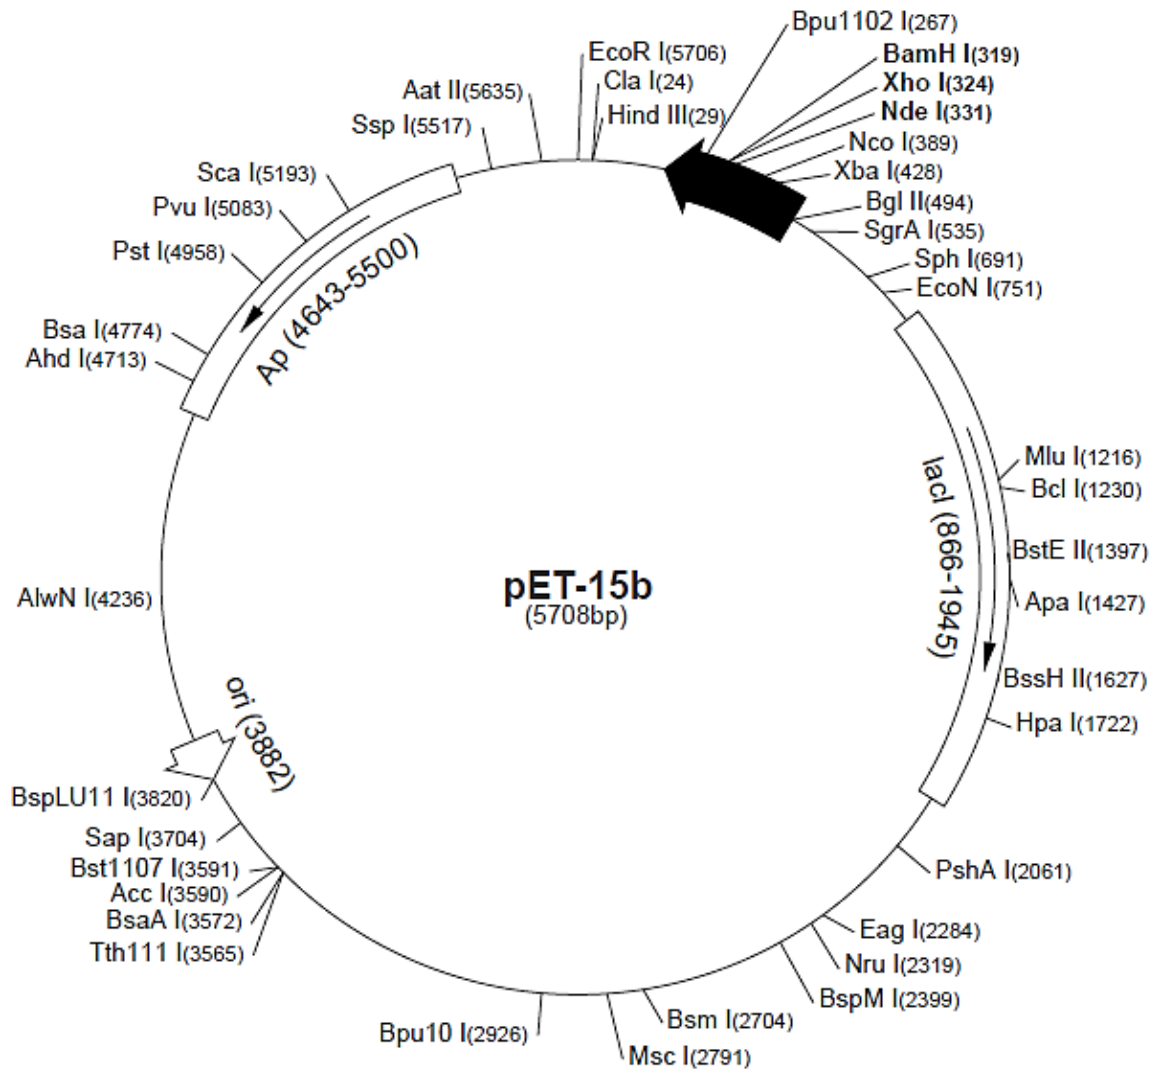 Bpu1102 I(267)
EcoR I(5706)
BamH I(319)
Cla I(24)
Xho I(324)
Aat II(5635)
Hind III(29)
Nde I(331)
Ssp I(5517)
Nco I(389)
Sca I(5193)
Xba I(428)
Pvu I(5083)
Bgl II(494)
SgrA I(535)
Pst I(4958)
Sph I(691)
EcoN I(751)
Bsa I(4774)
Ahd I(4713)
Ap (4643-5500)
Mlu I(1216)
Bcl I(1230)
lacI (866-1945)
BstE II(1397)
pET-15b
(5708bp)
AlwN I(4236)
Apa I(1427)
BssH II(1627)
Hpa I(1722)
ori (3882)
BspLU11 I(3820)
Sap I(3704)
Bst1107 I(3591)
PshA I(2061)
Acc I(3590)
BsaA I(3572)
Eag I(2284)
Tth111 I(3565)
Nru I(2319)
BspM I(2399)
Bsm I(2704)
Bpu10 I(2926)
Msc I(2791)